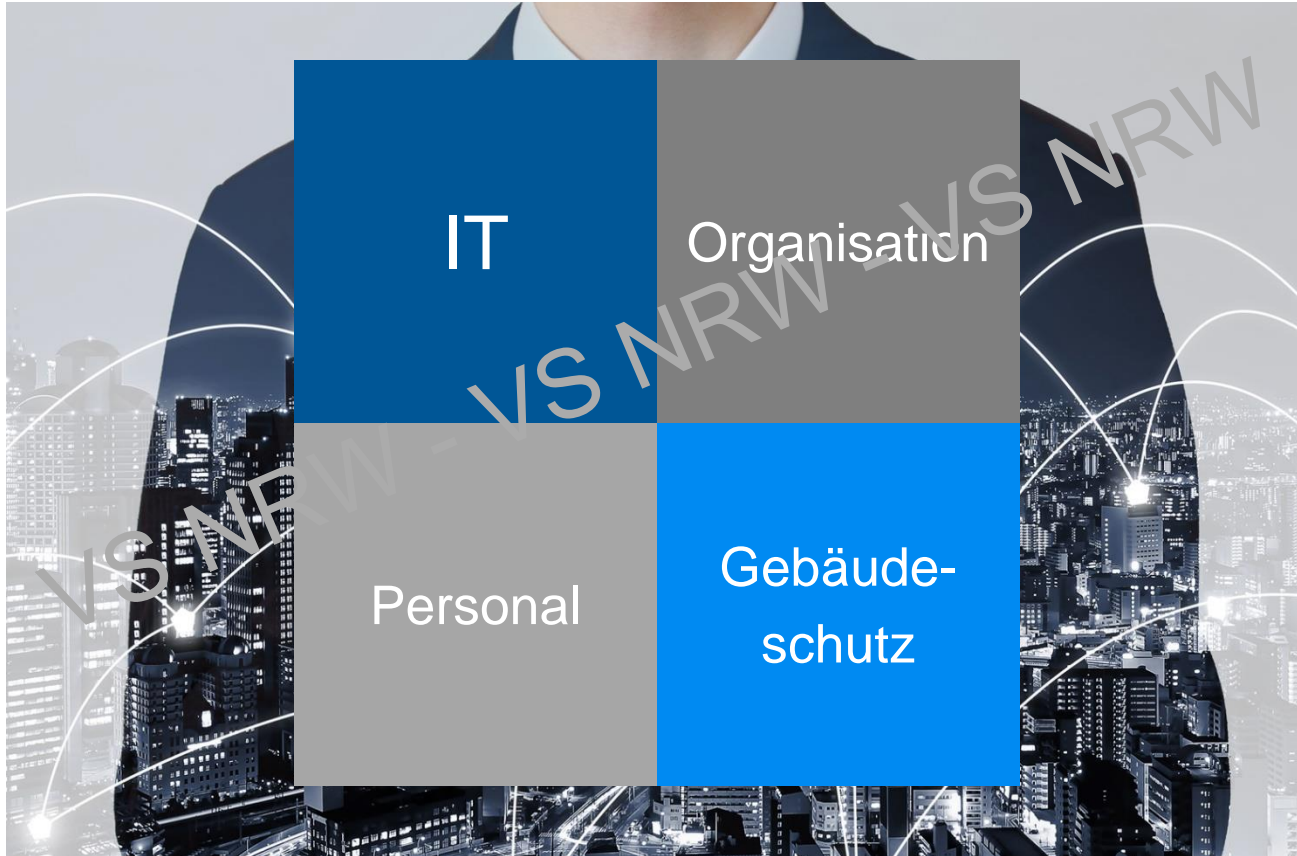 IT
Organisation
Personal
Gebäude-
schutz
VS NRW - VS NRW - VS NRW